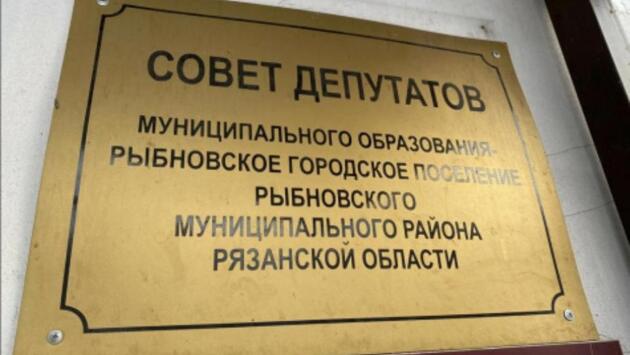 СОВЕТ ДЕПУТАТОВ
МУНИЦИПАЛЬНОГО ОБРАЗОВАНИЯ-
РЫБНОВСКОЕ ГОРОДСКОЕ ПОСЕЛЕНИЕ
РЫБНОВСКОГО
МУНИЦИПАЛЬНОГО РАЙОНА
РЯЗАНСКОЙ ОБЛАСТИ